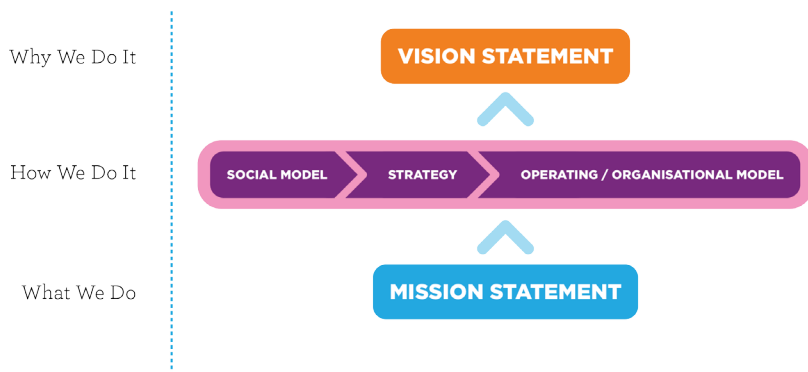 Why We Do It
VISION STATEMENT
How We Do It
SOCIAL MODEL
STRATEGY
OPERATING / ORGANISATIONAL MODEL
What We Do
MISSION STATEMENT